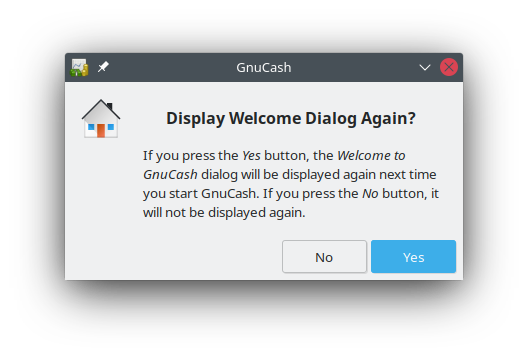 GnuCash
Display Welcome Dialog Again?
If you press the Yes button, the Welcome to
GnuCash dialog will be displayed again next time
you start GnuCash. If you press the No button, it
will not be displayed again.
No
Yes